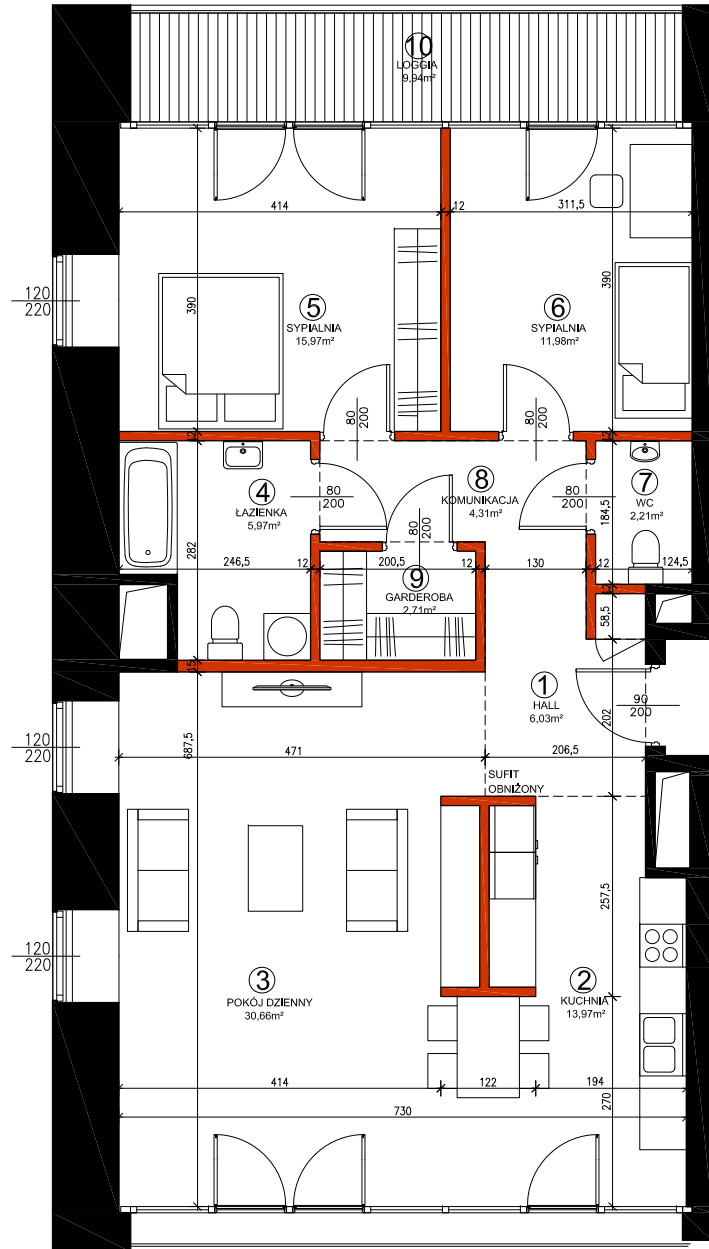 10
LOGGIA
9,94m²
414
12
311,5
120
220
390
5
SYPIALNIA
15,97m²
6
SYPIALNIA
11,98m²
390
80
200
80
200
12
12
4
ŁAZIENKA
5,97m²
80
200
8
KOMUNIKACJA
4,31m²
80
200
7
WC
2,21m²
184,5
80
200
282
246,5
12
200,5
12
130
12
124,5
9
GARDEROBA
2,71m²
12
58,5
15
1
HALL
6,03m²
90
200
202
120
220
687,5
471
206,5
SUFIT
OBNIŻONY
257,5
120
220
3
POKÓJ DZIENNY
30,66m²
2
KUCHNIA
13,97m²
414
122
194
270
730